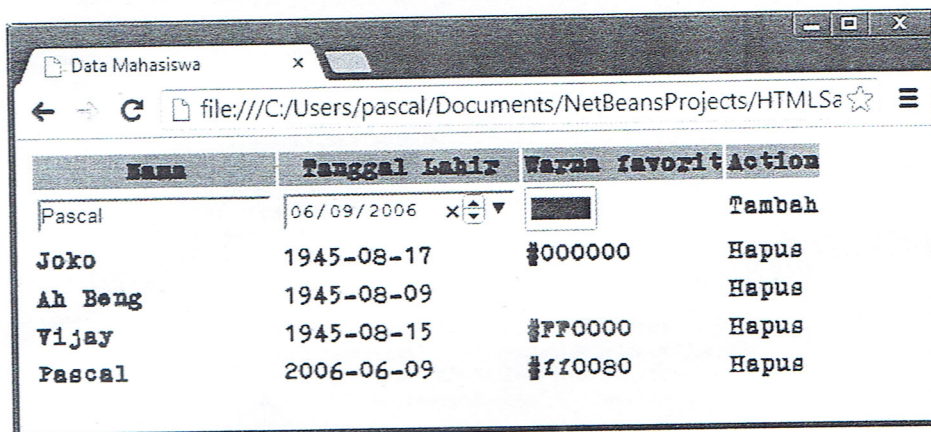 Data Mahasiswa
file:///C:/Users/pascal/Documents/NetBeansProjects/HTMLSa
Nama Tanggal Lahir Warna favorit Action
Pascal 06/09/2006 Tambah
Joko 1945-08-17 #000000 Hapus
Ah Beng 1945-08-09 Hapus
Vijay 1945-08-15 #FF0000 Hapus
Pascal 2006-06-09 #ff0080 Hapus